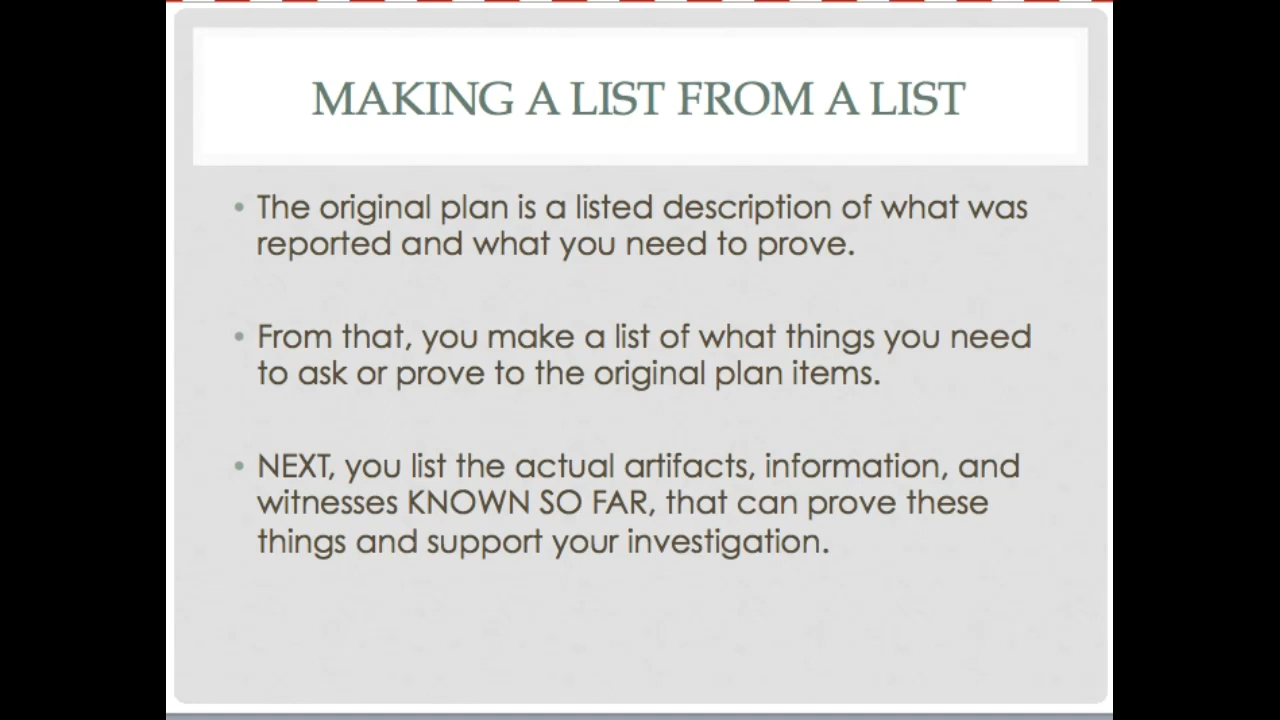 MAKING A LIST FROM A LIST
• The original plan is a listed description of what was
reported and what you need to prove.
• From that, you make a list of what things you need
to ask or prove to the original plan items.
• NEXT, you list the actual artifacts, information, and
witnesses KNOWN SO FAR, that can prove these
things and support your investigation.